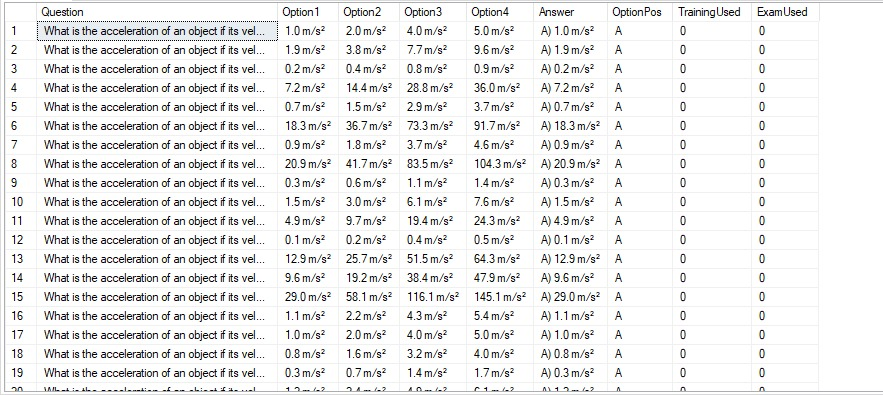 Question Option1 Option2 Option3 Option4 Answer OptionPos TrainingUsed ExamUsed
1 What is the acceleration of an object if its vel... 1.0 m/s² 2.0 m/s² 4.0 m/s² 5.0 m/s² A) 1.0 m/s² A 0 0
2 What is the acceleration of an object if its vel... 1.9 m/s² 3.8 m/s² 7.7 m/s² 9.6 m/s² A) 1.9 m/s² A 0 0
3 What is the acceleration of an object if its vel... 0.2 m/s² 0.4 m/s² 0.8 m/s² 0.9 m/s² A) 0.2 m/s² A 0 0
4 What is the acceleration of an object if its vel... 7.2 m/s² 14.4 m/s² 28.8 m/s² 36.0 m/s² A) 7.2 m/s² A 0 0
5 What is the acceleration of an object if its vel... 0.7 m/s² 1.5 m/s² 2.9 m/s² 3.7 m/s² A) 0.7 m/s² A 0 0
6 What is the acceleration of an object if its vel... 18.3 m/s² 36.7 m/s² 73.3 m/s² 91.7 m/s² A) 18.3 m/s² A 0 0
7 What is the acceleration of an object if its vel... 0.9 m/s² 1.8 m/s² 3.7 m/s² 4.6 m/s² A) 0.9 m/s² A 0 0
8 What is the acceleration of an object if its vel... 20.9 m/s² 41.7 m/s² 83.5 m/s² 104.3 m/s² A) 20.9 m/s² A 0 0
9 What is the acceleration of an object if its vel... 0.3 m/s² 0.6 m/s² 1.1 m/s² 1.4 m/s² A) 0.3 m/s² A 0 0
10 What is the acceleration of an object if its vel... 1.5 m/s² 3.0 m/s² 6.1 m/s² 7.6 m/s² A) 1.5 m/s² A 0 0
11 What is the acceleration of an object if its vel... 4.9 m/s² 9.7 m/s² 19.4 m/s² 24.3 m/s² A) 4.9 m/s² A 0 0
12 What is the acceleration of an object if its vel... 0.1 m/s² 0.2 m/s² 0.4 m/s² 0.5 m/s² A) 0.1 m/s² A 0 0
13 What is the acceleration of an object if its vel... 12.9 m/s² 25.7 m/s² 51.5 m/s² 64.3 m/s² A) 12.9 m/s² A 0 0
14 What is the acceleration of an object if its vel... 9.6 m/s² 19.2 m/s² 38.4 m/s² 47.9 m/s² A) 9.6 m/s² A 0 0
15 What is the acceleration of an object if its vel... 29.0 m/s² 58.1 m/s² 116.1 m/s² 145.1 m/s² A) 29.0 m/s² A 0 0
16 What is the acceleration of an object if its vel... 1.1 m/s² 2.2 m/s² 4.3 m/s² 5.4 m/s² A) 1.1 m/s² A 0 0
17 What is the acceleration of an object if its vel... 1.0 m/s² 2.0 m/s² 4.0 m/s² 5.0 m/s² A) 1.0 m/s² A 0 0
18 What is the acceleration of an object if its vel... 0.8 m/s² 1.6 m/s² 3.2 m/s² 4.0 m/s² A) 0.8 m/s² A 0 0
19 What is the acceleration of an object if its vel... 0.3 m/s² 0.7 m/s² 1.4 m/s² 1.7 m/s² A) 0.3 m/s² A 0 0